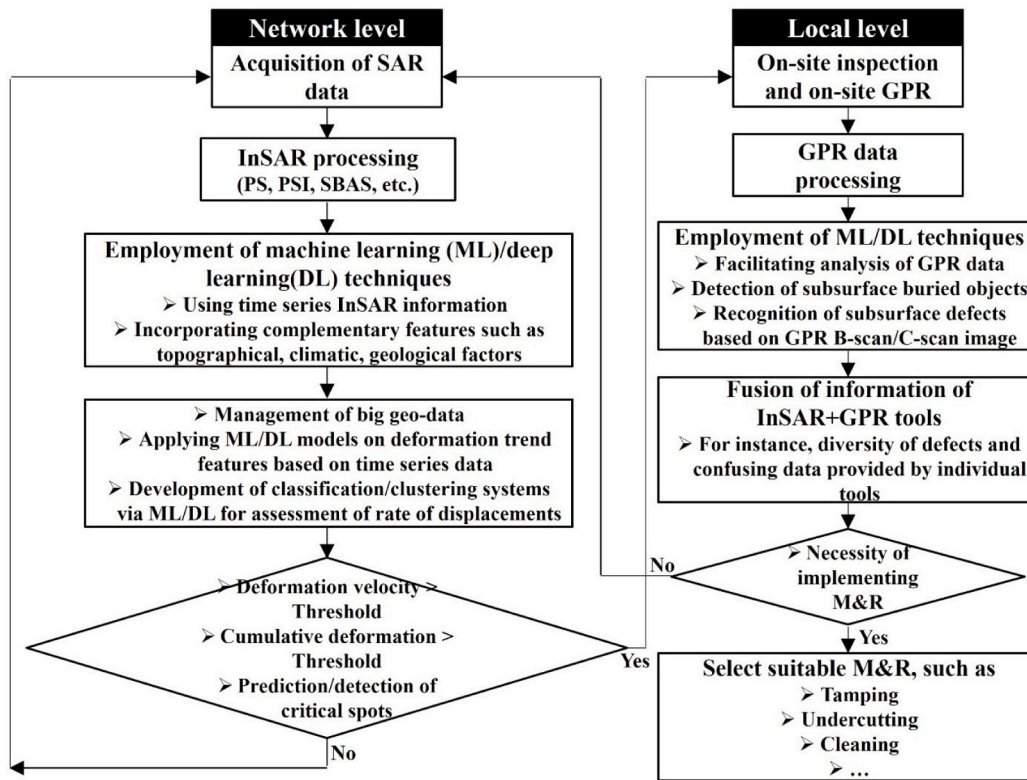 Network level
Acquisition of SAR
data
InSAR processing
(PS, PSI, SBAS, etc.)
Employment of machine learning (ML)/deep
learning(DL) techniques
➢ Using time series InSAR information
➢ Incorporating complementary features such as
topographical, climatic, geological factors
➢ Management of big geo-data
➢ Applying ML/DL models on deformation trend
features based on time series data
➢ Development of classification/clustering systems
via ML/DL for assessment of rate of displacements
➢ Deformation velocity >
Threshold
➢ Cumulative deformation >
Threshold
➢ Prediction/detection of
critical spots
Yes
No
Local level
On-site inspection
and on-site GPR
GPR data
processing
Employment of ML/DL techniques
➢ Facilitating analysis of GPR data
➢ Detection of subsurface buried objects
➢ Recognition of subsurface defects
based on GPR B-scan/C-scan image
Fusion of information of
InSAR+GPR tools
➢ For instance, diversity of defects and
confusing data provided by individual
tools
➢ Necessity of
implementing
M&R
No
Yes
Select suitable M&R, such as
➢ Tamping
➢ Undercutting
➢ Cleaning
➢ ...